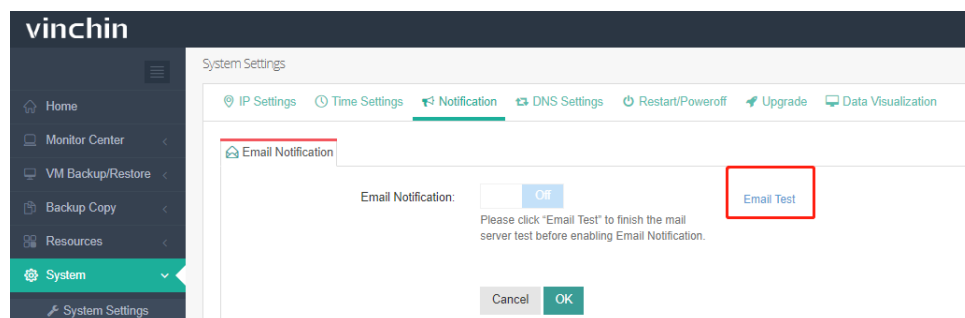 vinchin
System Settings
Home
Monitor Center
VM Backup/Restore
Backup Copy
Resources
System
System Settings
IP Settings Time Settings Notification DNS Settings Restart/Poweroff Upgrade Data Visualization
Email Notification
Email Notification: Off Email Test
Please click “Email Test” to finish the mail
server test before enabling Email Notification.
Cancel OK